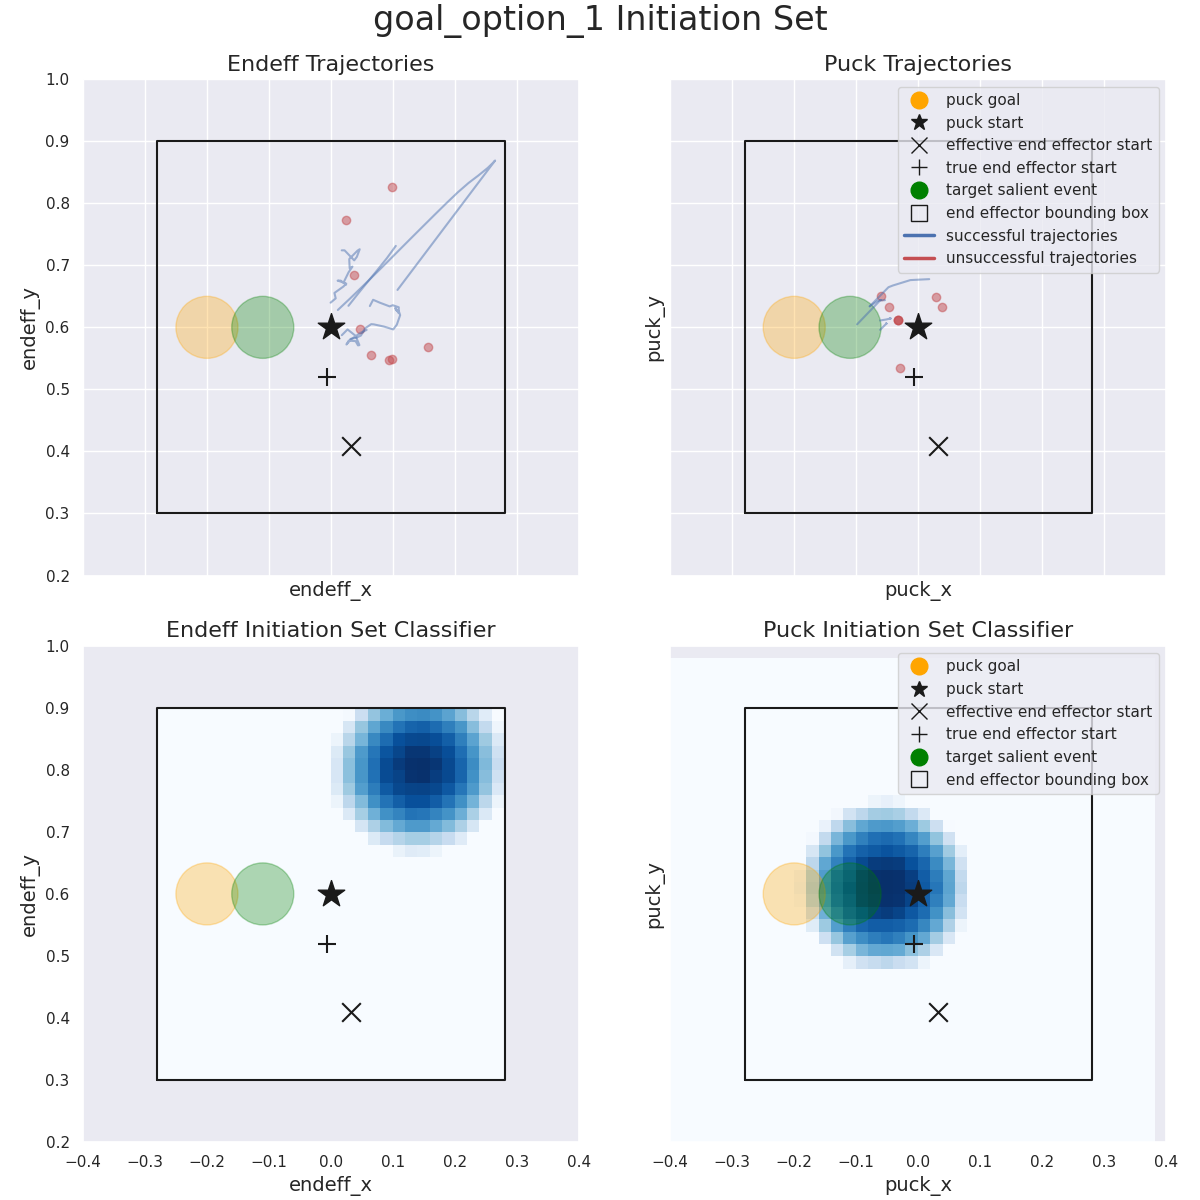 goal_option_1 Initiation Set
Endeff Trajectories
1.0
0.9
0.8
0.7
0.6
0.5
0.4
0.3
0.2
endeff_y
endeff_x
Puck Trajectories
puck goal
puck start
effective end effector start
true end effector start
target salient event
end effector bounding box
successful trajectories
unsuccessful trajectories
puck_y
puck_x
Endeff Initiation Set Classifier
1.0
0.9
0.8
0.7
0.6
0.5
0.4
0.3
0.2
endeff_y
−0.4 −0.3 −0.2 −0.1 0.0 0.1 0.2 0.3 0.4
endeff_x
Puck Initiation Set Classifier
puck goal
puck start
effective end effector start
true end effector start
target salient event
end effector bounding box
puck_y
−0.4 −0.3 −0.2 −0.1 0.0 0.1 0.2 0.3 0.4
puck_x